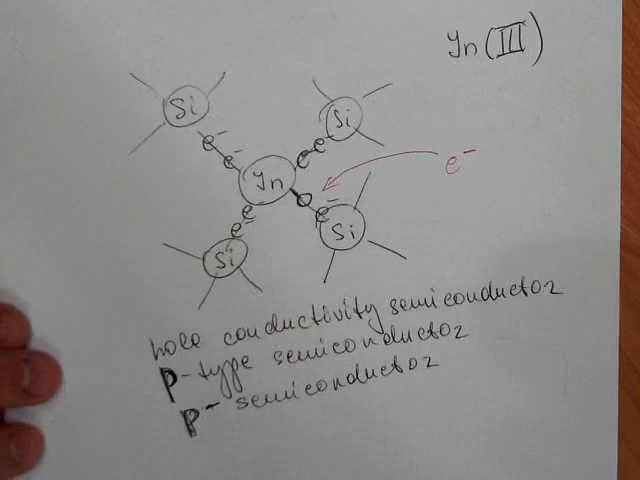 In (III)
Si
Si
e⁻
e⁻
e e⁻
In
e⁻
e
e⁻
e⁻
Si
Si
hole conductivity semiconductor
p-type semiconductor
p- semiconductor